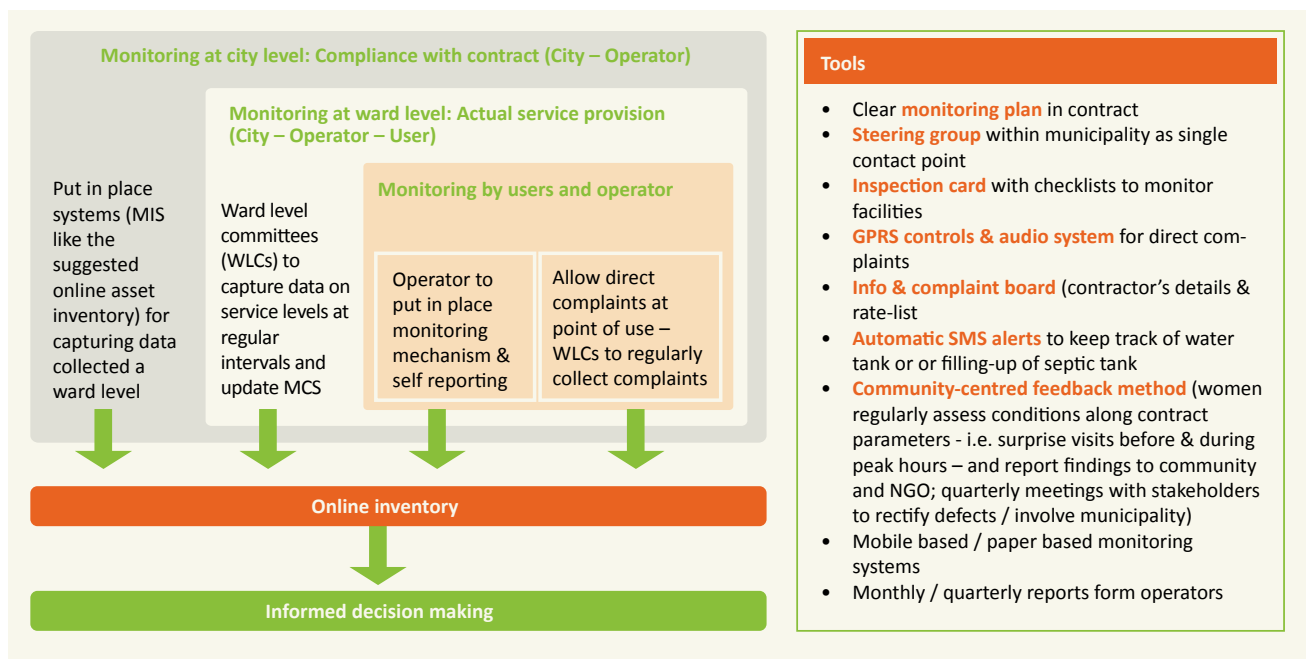 Monitoring at city level: Compliance with contract (City – Operator)
Monitoring at ward level: Actual service provision
(City – Operator – User)
Monitoring by users and operator
Put in place
systems (MIS
like the
suggested
online asset
inventory) for
capturing data
collected a
ward level
Ward level
committees
(WLCs) to
capture data on
service levels at
regular
intervals and
update MCS
Operator to
put in place
monitoring
mechanism &
self reporting
Allow direct
complaints at
point of use –
WLCs to regularly
collect complaints
Online inventory
Informed decision making
Tools
• Clear monitoring plan in contract
• Steering group within municipality as single
contact point
• Inspection card with checklists to monitor
facilities
• GPRS controls & audio system for direct com-
plaints
• Info & complaint board (contractor’s details &
rate-list
• Automatic SMS alerts to keep track of water
tank or or filling-up of septic tank
• Community-centred feedback method (women
regularly assess conditions along contract
parameters - i.e. surprise visits before & during
peak hours – and report findings to community
and NGO; quarterly meetings with stakeholders
to rectify defects / involve municipality)
• Mobile based / paper based monitoring
systems
• Monthly / quarterly reports form operators